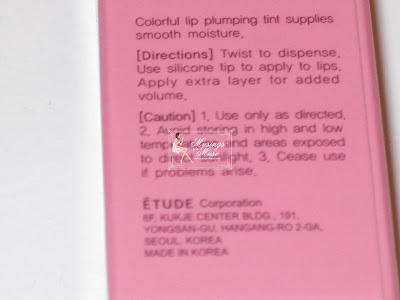 Colorful lip plumping tint supplies
smooth moisture.
[Directions] Twist to dispense.
Use silicone tip to apply to lips.
Apply extra layer for added
volume.
[Caution] 1. Use only as directed.
2. Avoid storing in high and low
and areas exposed
to 3. Cease use
if problems arise.
Musings Muse
ÉTUDE Corporation
8F, KUKJE CENTER BLDG., 191,
YONGSAN-GU, HANGANG-RO 2-GA,
SEOUL, KOREA
MADE IN KOREA